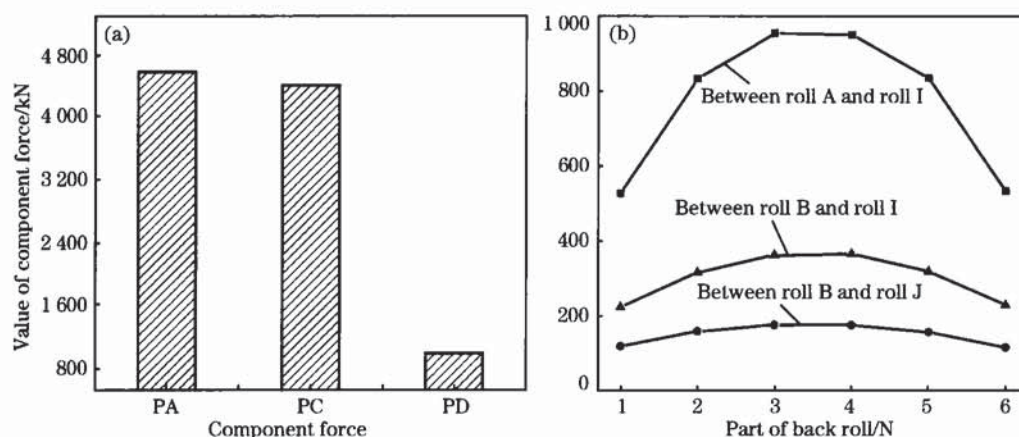 (a)
Value of component force/kN
4 800
4 000
3 200
2 400
1 600
800
PA PC PD
Component force
(b)
1 000
800
600
400
200
0
Between roll A and roll I
Between roll B and roll I
Between roll B and roll J
1 2 3 4 5 6
Part of back roll/N